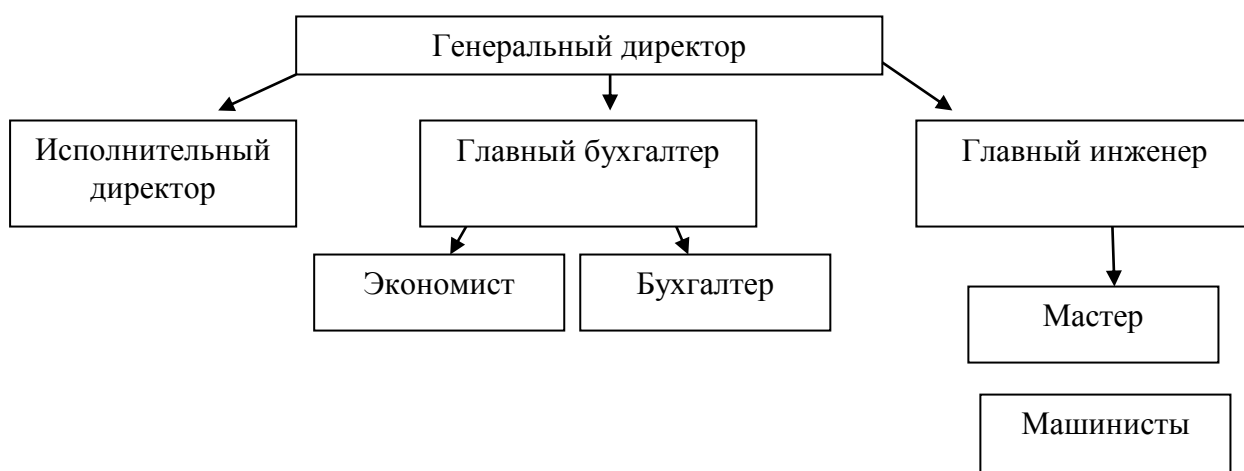 Генеральный директор
Исполнительный
директор
Главный бухгалтер
Главный инженер
Экономист
Бухгалтер
Мастер
Машинисты